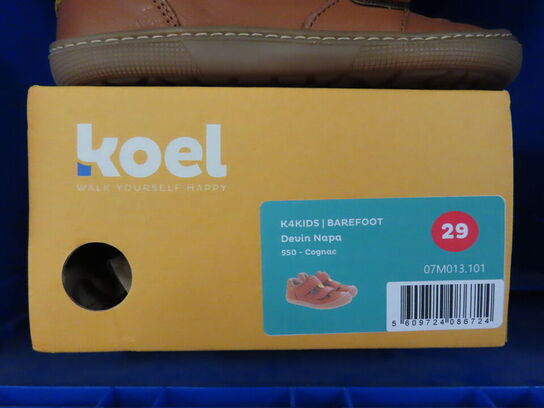 koel
WALK YOURSELF HAPPY
K4KIDS | BAREFOOT
Devin Napa
550 - Cognac
29
07M013.101
5 609724 086724